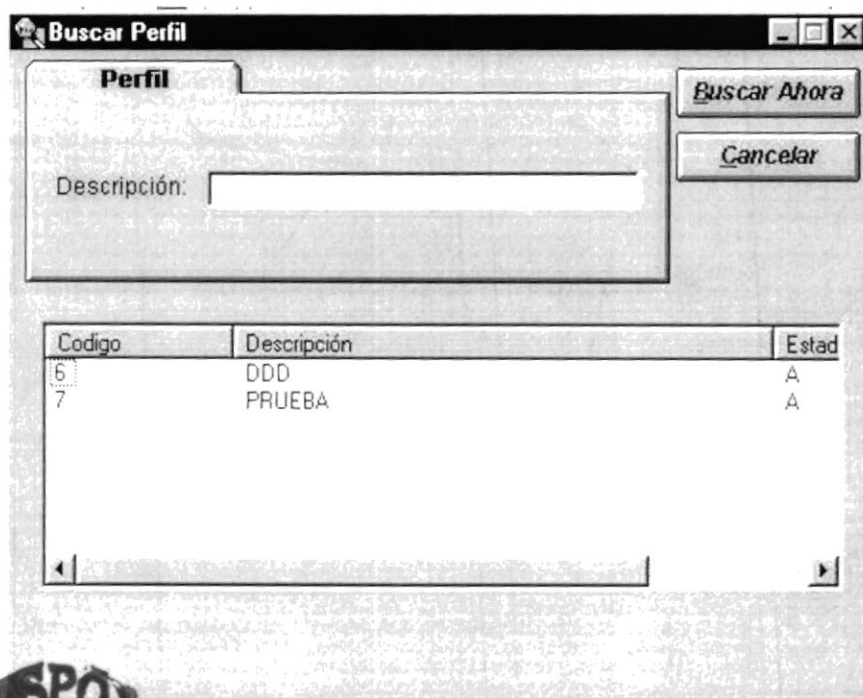 Buscar Perfil
Perfil
Buscar Ahora
Cancelar
Descripción:
Codigo Descripción Estad
6 DDD A
7 PRUEBA A
SPO